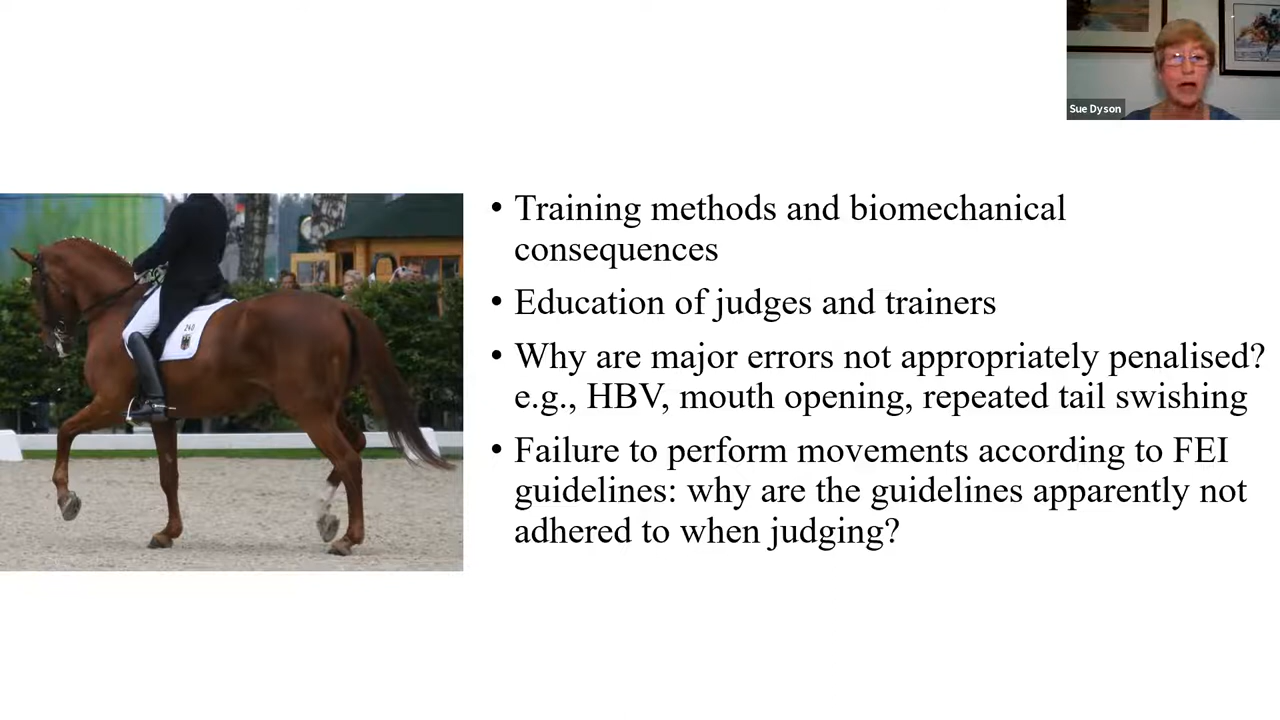 Sue Dyson
• Training methods and biomechanical
consequences
• Education of judges and trainers
• Why are major errors not appropriately penalised?
e.g., HBV, mouth opening, repeated tail swishing
• Failure to perform movements according to FEI
guidelines: why are the guidelines apparently not
adhered to when judging?
240